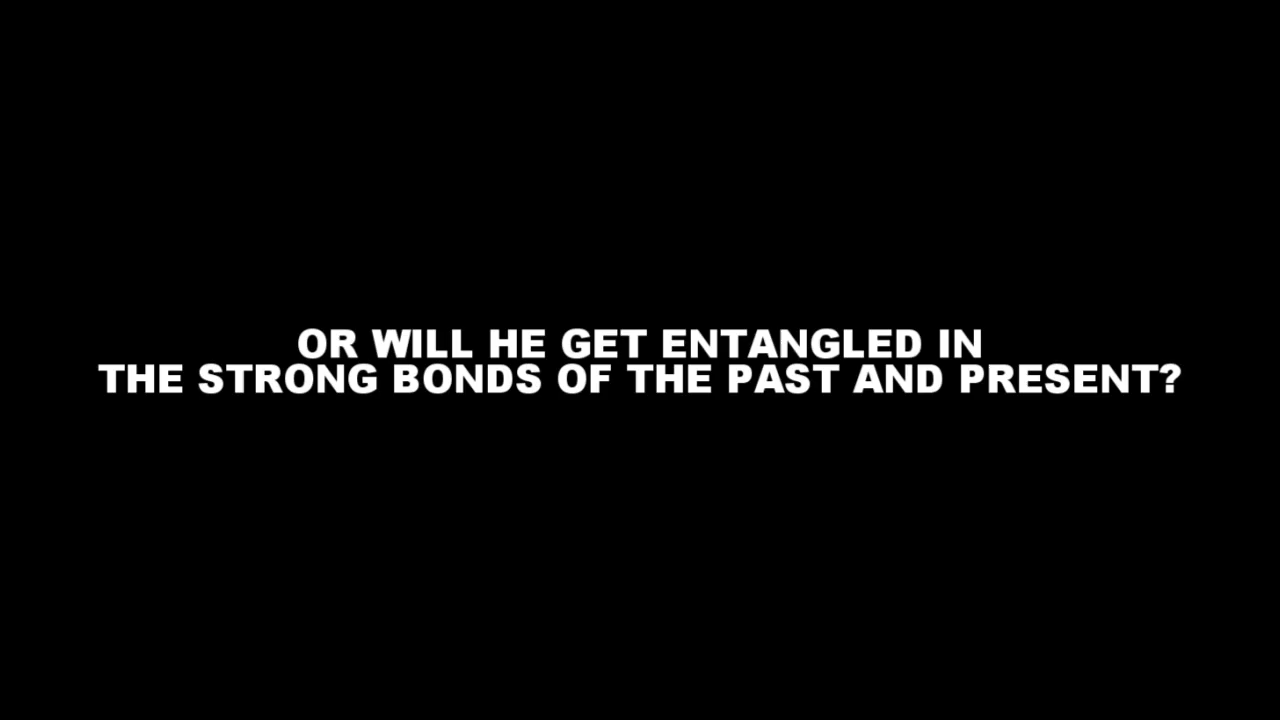 OR WILL HE GET ENTANGLED IN
THE STRONG BONDS OF THE PAST AND PRESENT?